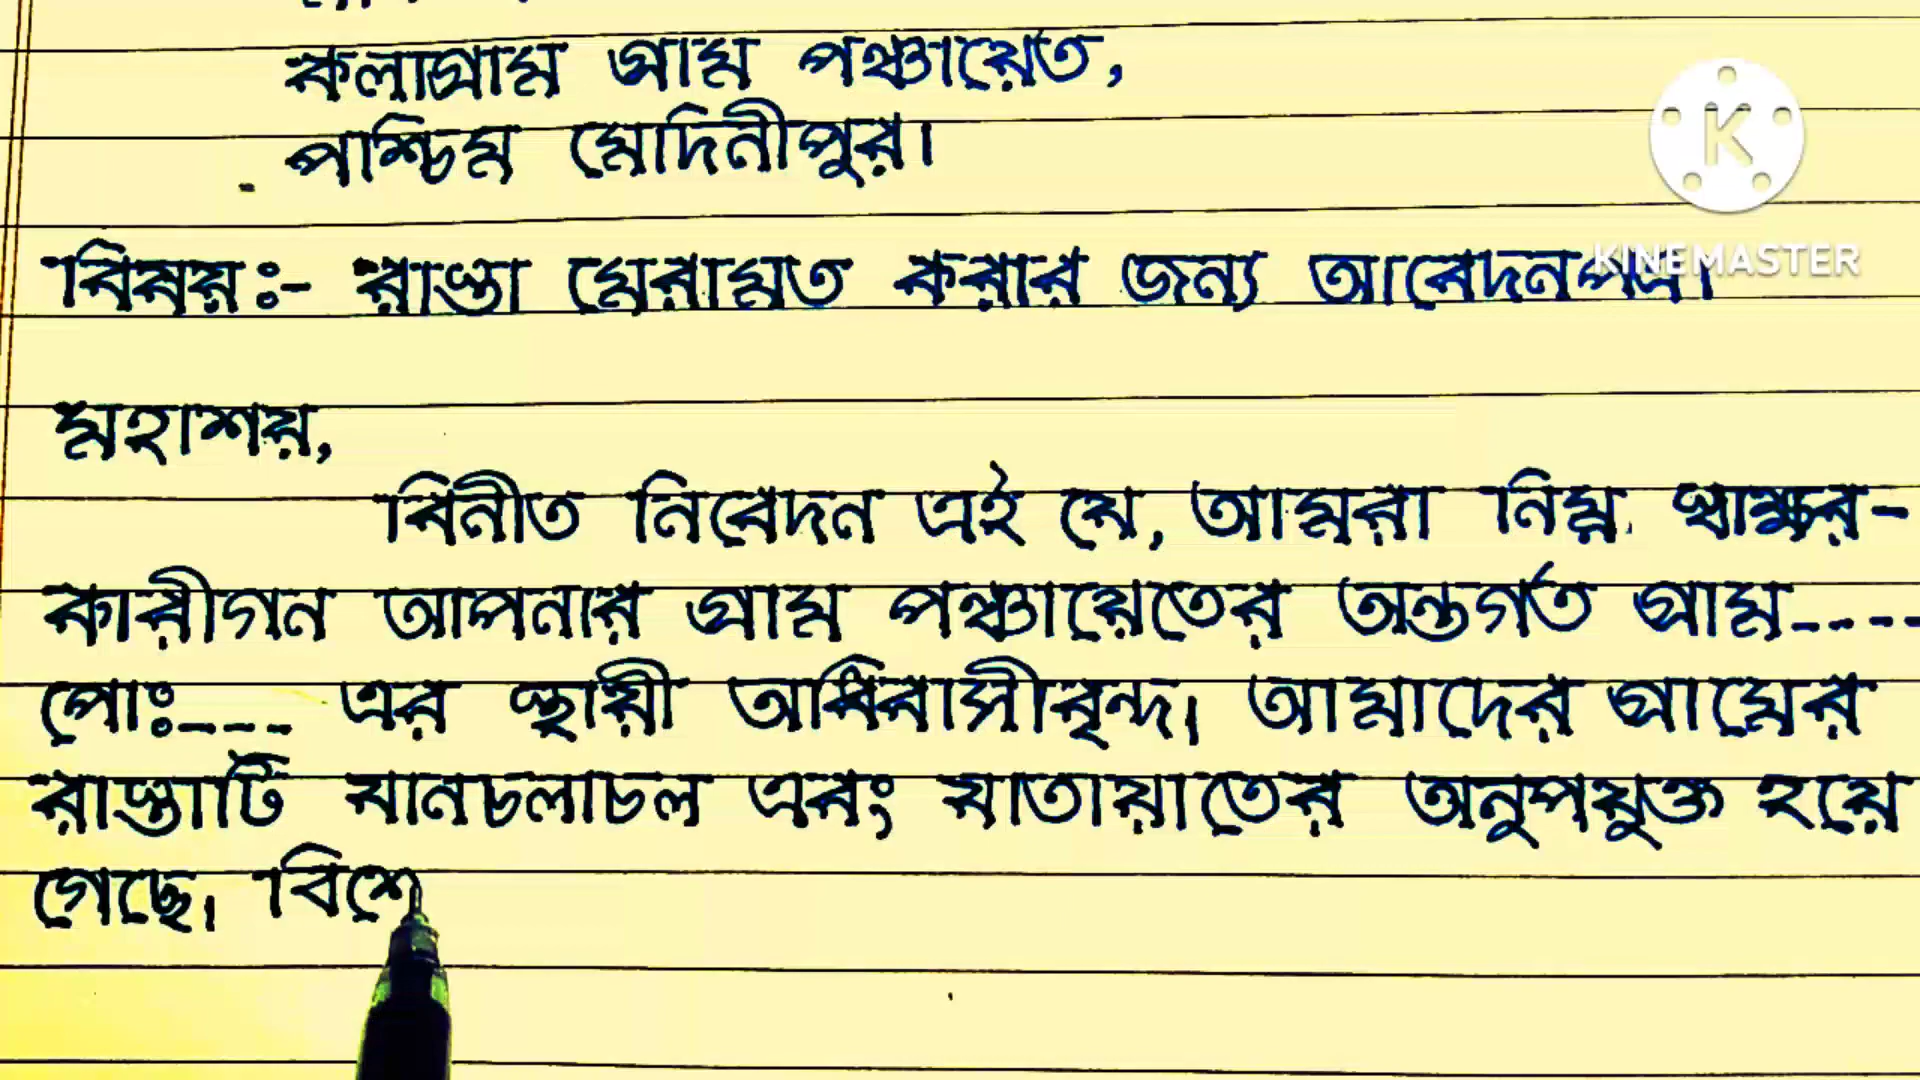 কলাগ্রাম গ্রাম পঞ্চায়েত,
পশ্চিম মেদিনীপুর।
বিষয়ঃ- রাস্তা মেরামত করার জন্য আবেদনপত্র।
মহাশয়,
বিনীত নিবেদন এই যে, আমরা নিম্ন স্বাক্ষর-
কারীগন আপনার গ্রাম পঞ্চায়েতের অন্তর্গত গ্রাম----
পোঃ---- এর স্থায়ী অধিবাসীবৃন্দ। আমাদের গ্রামের
রাস্তাটি যানচলাচল এবং যাতায়াতের অনুপযুক্ত হয়ে
গেছে। বিশে
K
KINEMASTER